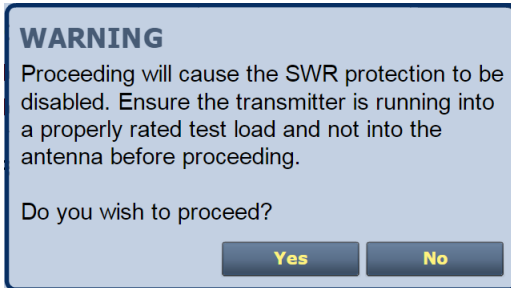 WARNING
Proceeding will cause the SWR protection to be
disabled. Ensure the transmitter is running into
a properly rated test load and not into the
antenna before proceeding.
Do you wish to proceed?
Yes No